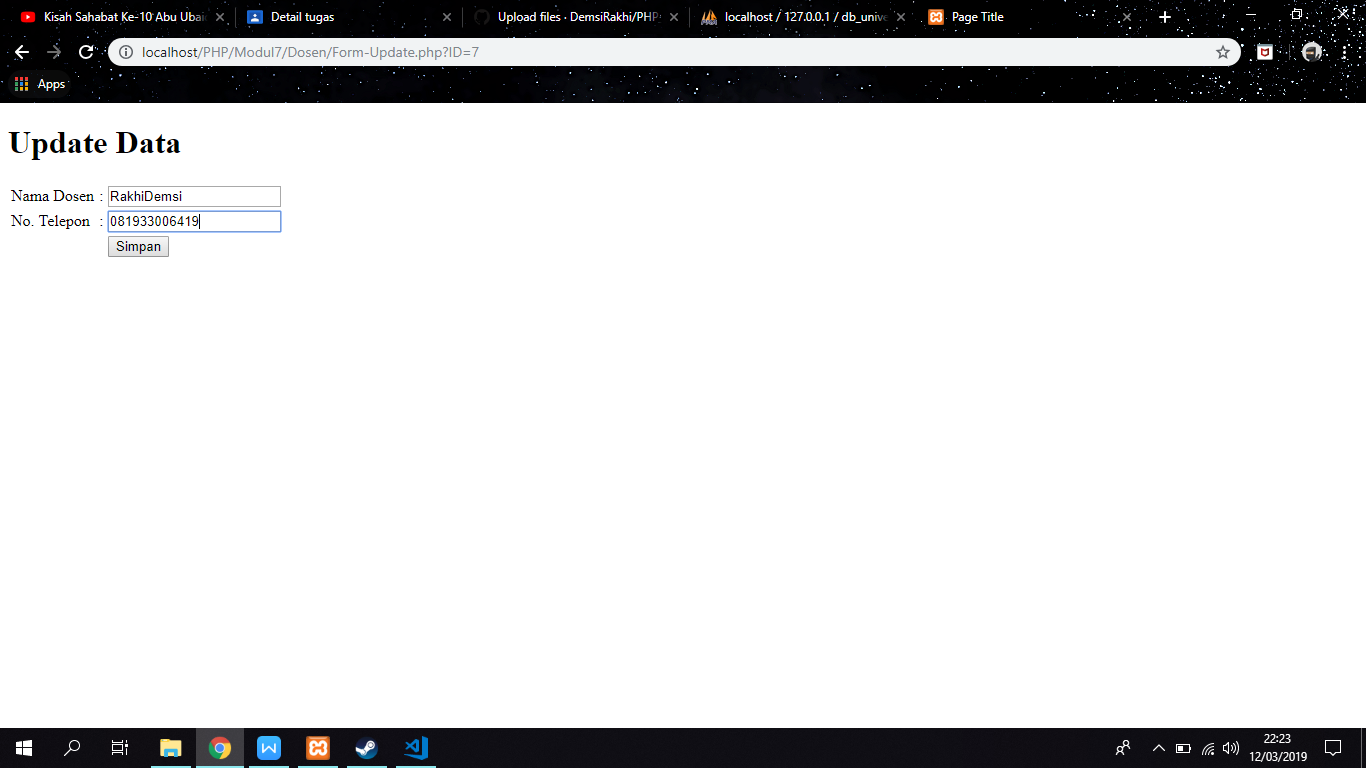 Kisah Sahabat Ke-10 Abu Ubai
Detail tugas
Upload files · DemsiRakhi/PHP
localhost / 127.0.0.1 / db_unive
Page Title
localhost/PHP/Modul7/Dosen/Form-Update.php?ID=7
Apps
Update Data
Nama Dosen : RakhiDemsi
No. Telepon : 081933006419
Simpan
22:23
12/03/2019